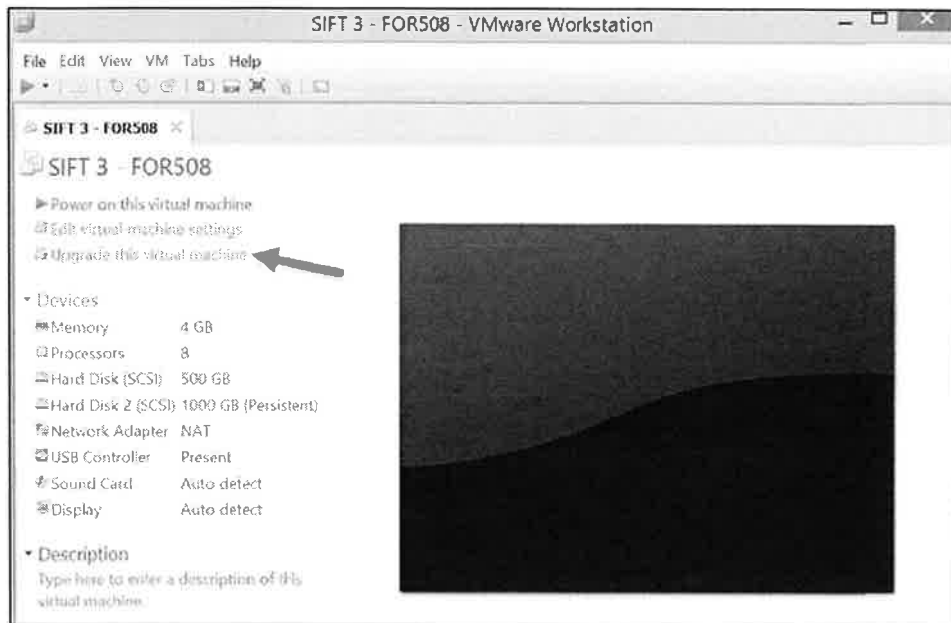 SIFT 3 - FOR508 - VMware Workstation
File Edit View VM Tabs Help
SIFT 3 - FOR508 ×
SIFT 3 - FOR508
Power on this virtual machine
Edit virtual machine settings
Upgrade this virtual machine
Devices
Memory 4 GB
Processors 8
Hard Disk (SCSI) 500 GB
Hard Disk 2 (SCSI) 1000 GB (Persistent)
Network Adapter NAT
USB Controller Present
Sound Card Auto detect
Display Auto detect
Description
Type here to enter a description of this
virtual machine.